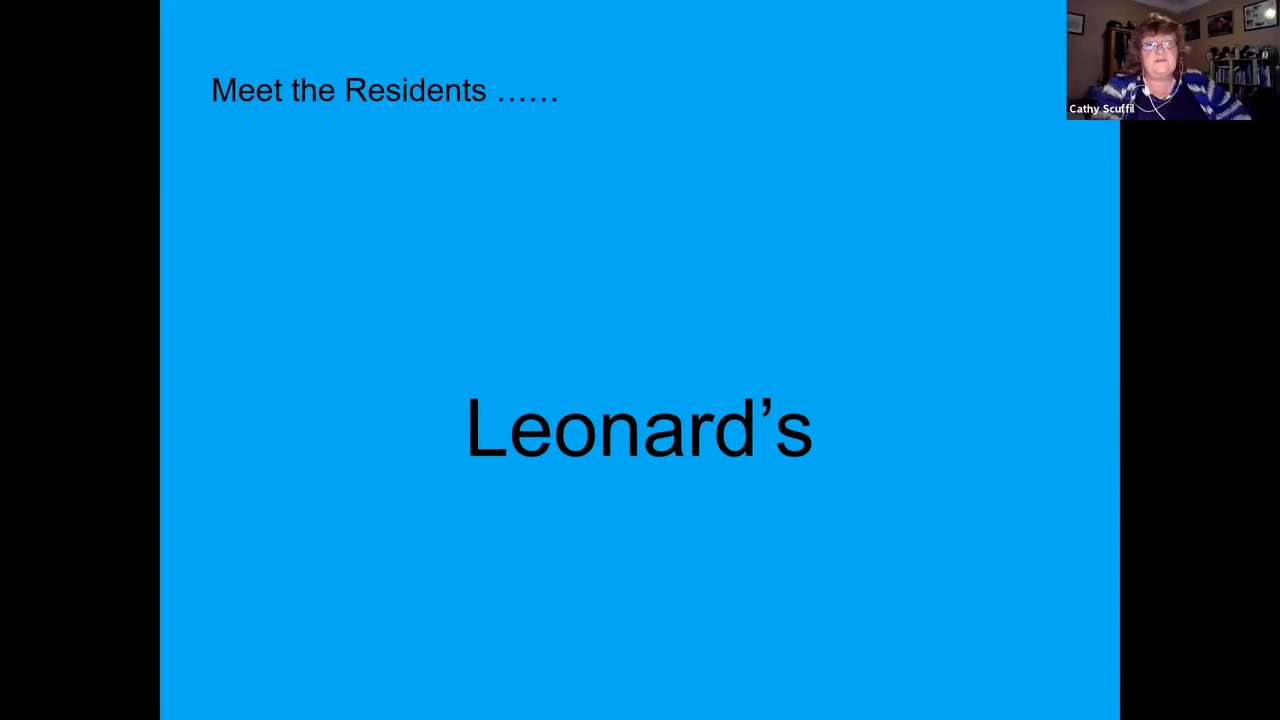 Meet the Residents ......
Cathy Scuffil
Leonard’s